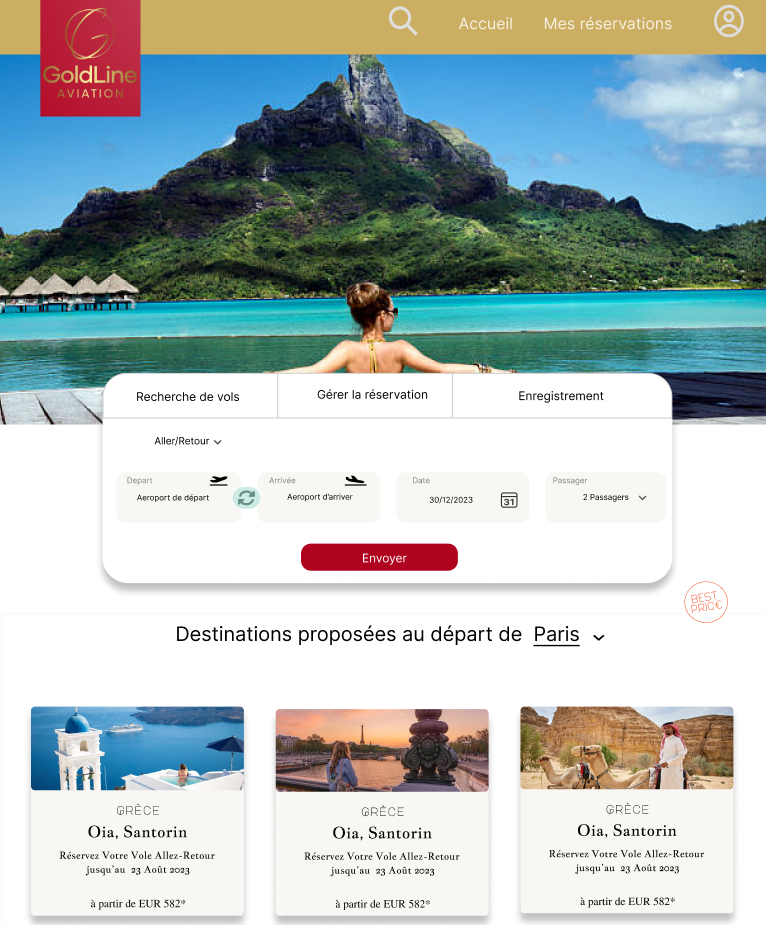 Accueil Mes réservations
GoldLine
AVIATION
Recherche de vols Gérer la réservation Enregistrement
Aller/Retour
Depart Arrivée Date Passager
Aeroport de départ Aeroport d'arriver 30/12/2023 31 2 Passagers
Envoyer
BEST
PRIC€
Destinations proposées au départ de Paris
GRÈCE
Oia, Santorin
Réservez Votre Vole Allez-Retour
jusqu'au 23 Août 2023
à partir de EUR 582*
GRÈCE
Oia, Santorin
Réservez Votre Vole Allez-Retour
jusqu'au 23 Août 2023
à partir de EUR 582*
GRÈCE
Oia, Santorin
Réservez Votre Vole Allez-Retour
jusqu'au 23 Août 2023
à partir de EUR 582*